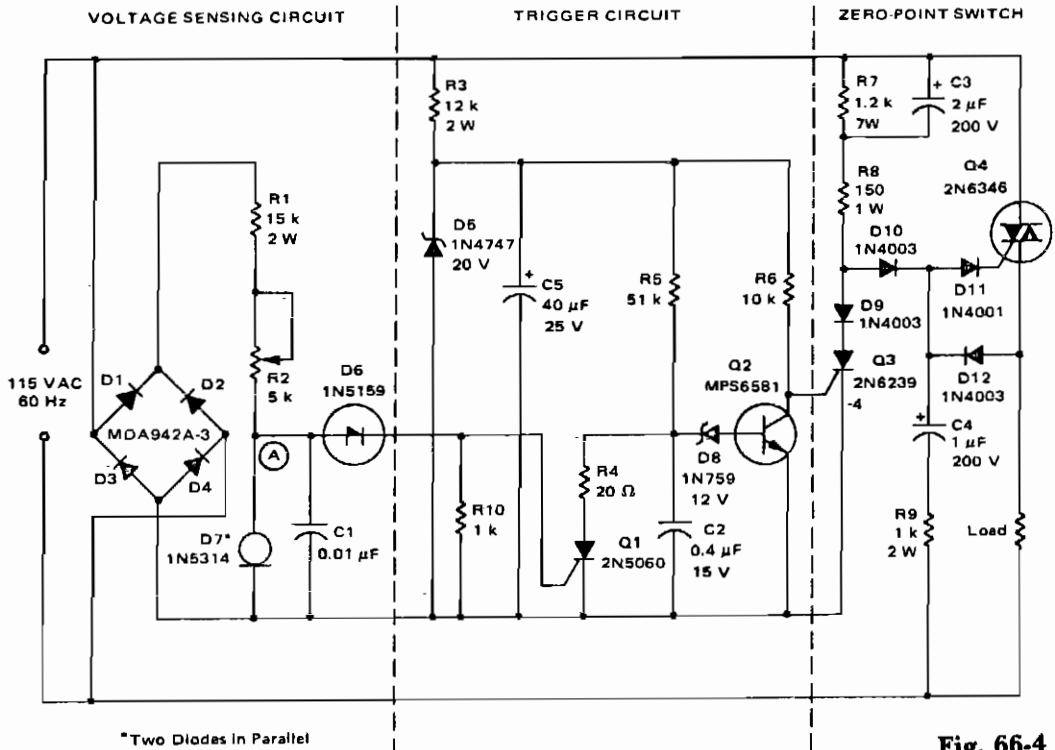 VOLTAGE SENSING CIRCUIT
TRIGGER CIRCUIT
ZERO-POINT SWITCH
115 VAC
60 Hz
D1
D2
MDA942A-3
D3
D4
R1
15 k
2 W
R2
5 k
A
D7*
1N5314
C1
0.01 µF
D6
1N5159
R3
12 k
2 W
D5
1N4747
20 V
C5
40 µF
25 V
R10
1 k
R4
20 Ω
Q1
2N5060
R5
51 k
D8
1N759
12 V
C2
0.4 µF
15 V
R6
10 k
Q2
MPS6581
R7
1.2 k
7W
C3
+
2 µF
200 V
R8
150
1 W
D10
1N4003
Q4
2N6346
D11
1N4001
D9
1N4003
Q3
2N6239
-4
D12
1N4003
C4
1 µF
200 V
R9
1 k
2 W
Load
*Two Diodes in Parallel
Fig. 66-4